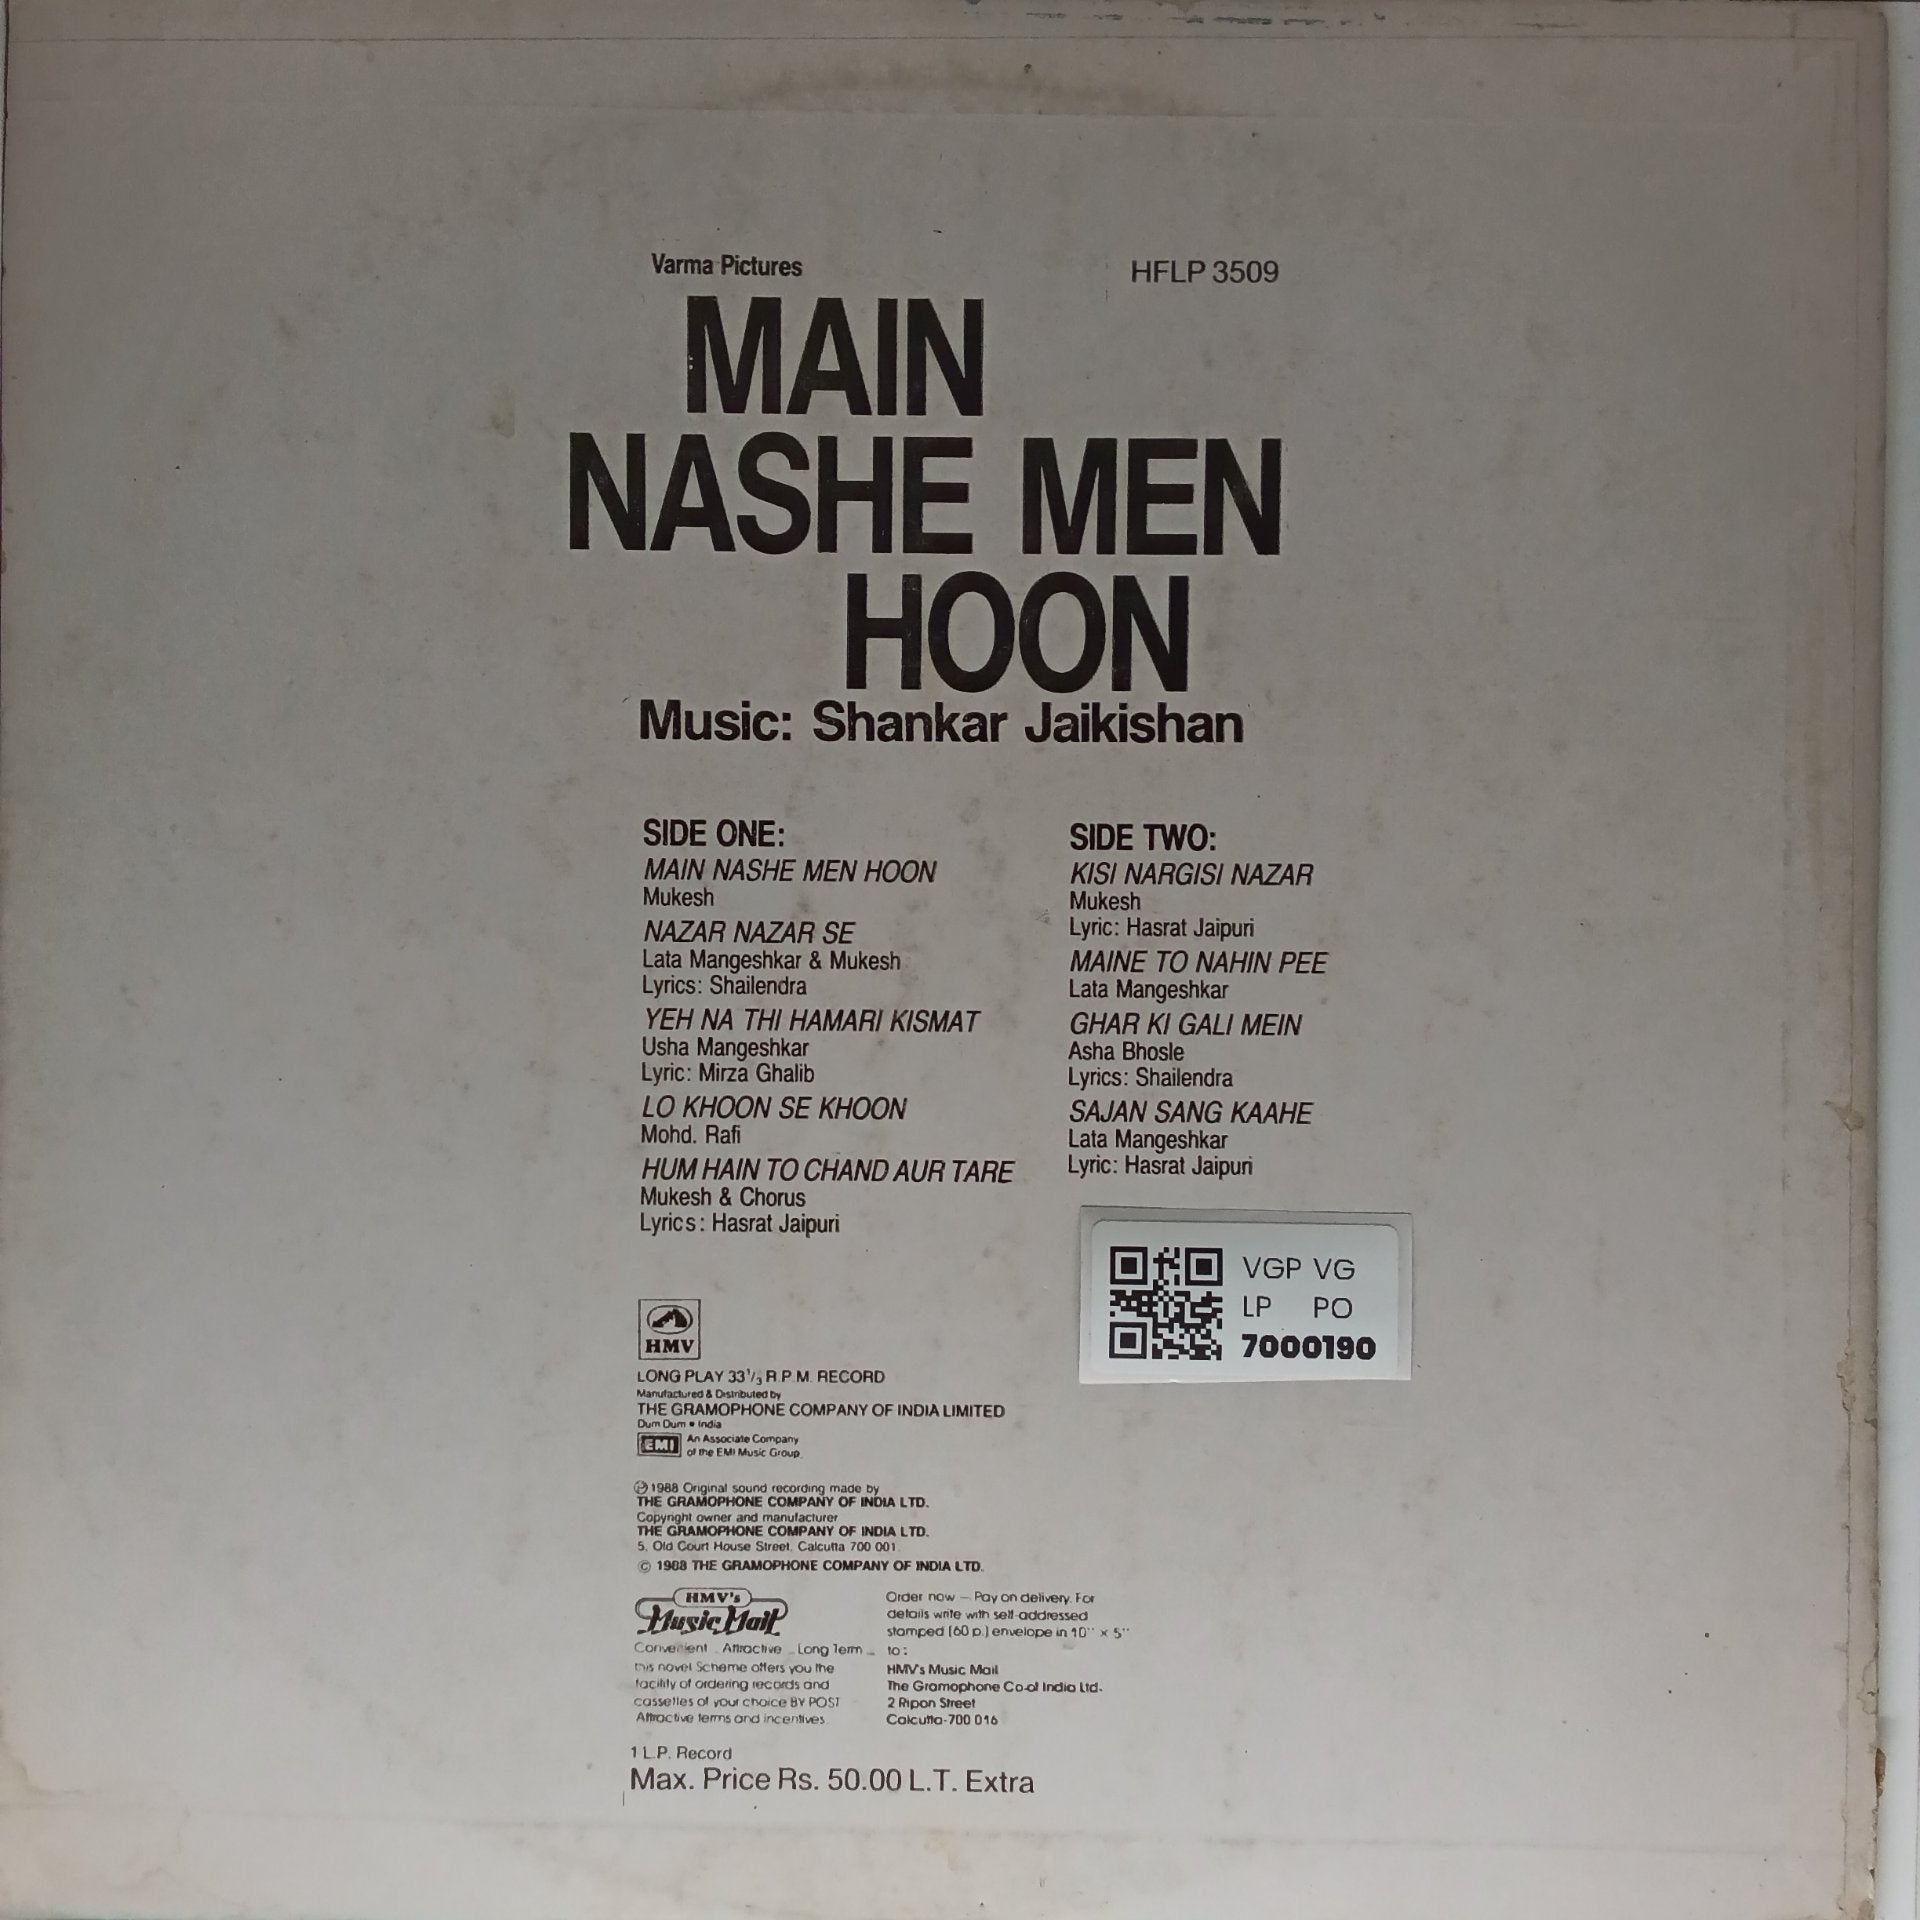 Varma Pictures
HFLP 3509
MAIN
NASHE MEN
HOON
Music: Shankar Jaikishan
SIDE ONE:
MAIN NASHE MEN HOON
Mukesh
NAZAR NAZAR SE
Lata Mangeshkar & Mukesh
Lyrics: Shailendra
YEH NA THI HAMARI KISMAT
Usha Mangeshkar
Lyric: Mirza Ghalib
LO KHOON SE KHOON
Mohd. Rafi
HUM HAIN TO CHAND AUR TARE
Mukesh & Chorus
Lyrics: Hasrat Jaipuri
SIDE TWO:
KISI NARGISI NAZAR
Mukesh
Lyric: Hasrat Jaipuri
MAINE TO NAHIN PEE
Lata Mangeshkar
GHAR KI GALI MEIN
Asha Bhosle
Lyrics: Shailendra
SAJAN SANG KAAHE
Lata Mangeshkar
Lyric: Hasrat Jaipuri
VGP VG
LP PO
7000190
HMV
LONG PLAY 33 1/3 R.P.M. RECORD
Manufactured & Distributed by
THE GRAMOPHONE COMPANY OF INDIA LIMITED
Dum Dum • India
EMI An Associate Company
of the EMI Music Group.
Ⓟ 1988 Original sound recording made by
THE GRAMOPHONE COMPANY OF INDIA LTD.
Copyright owner and manufacturer
THE GRAMOPHONE COMPANY OF INDIA LTD.
5, Old Court House Street, Calcutta 700 001.
© 1988 THE GRAMOPHONE COMPANY OF INDIA LTD.
HMV's
Music Mail
Convenient... Attractive... Long Term...
this novel Scheme offers you the
facility of ordering records and
cassettes of your choice BY POST
Attractive terms and incentives.
Order now — Pay on delivery. For
details write with self-addressed
stamped (60 p.) envelope in 10" x 5"
to:
HMV's Music Mail
The Gramophone Co. of India Ltd.
2 Ripon Street
Calcutta-700 016
1 L.P. Record
Max. Price Rs. 50.00 L.T. Extra